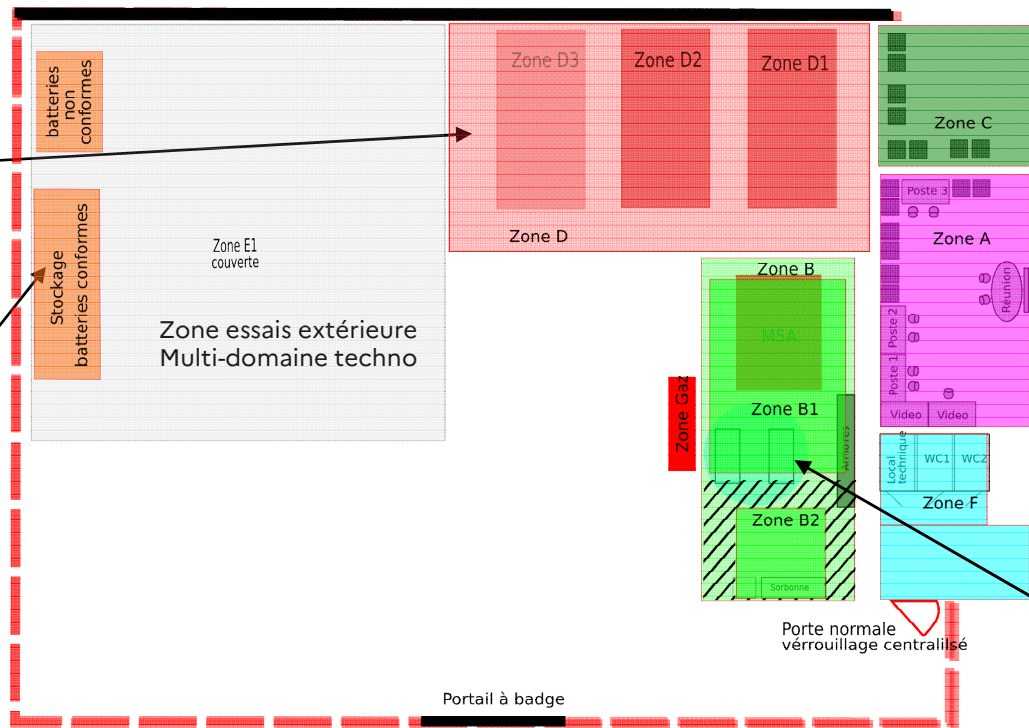 batteries
non
conformes
Stockage
batteries conformes
Zone E1
couverte
Zone essais extérieure
Multi-domaine techno
Zone D3
Zone D2
Zone D1
Zone D
Zone C
Poste 3
Zone A
Réunion
Poste 2
Poste 1
Video
Video
Zone B
MSA
Zone B1
Zone Gaz
Zone B2
Sorbonne
Local
technique
WC1
WC2
Zone F
Porte normale
vérrouillage centralilsé
Portail à badge